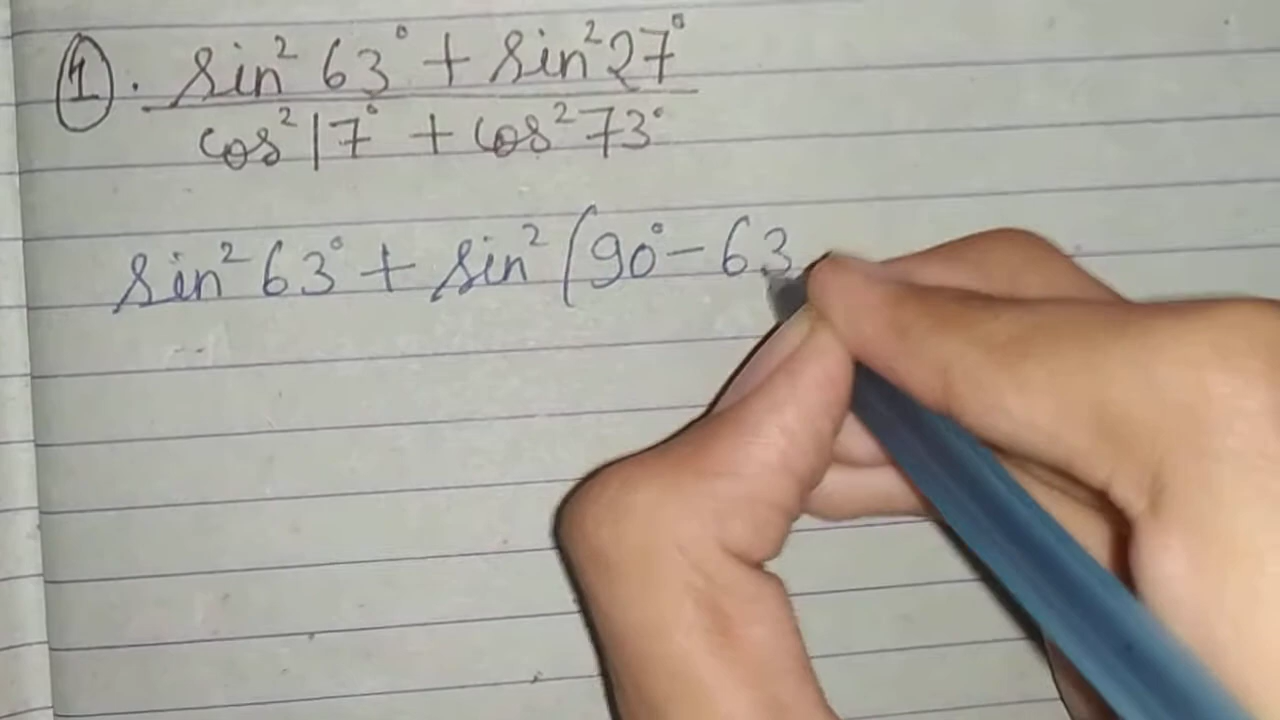 1. sin² 63° + sin² 27°
cos² 17° + cos² 73°
sin² 63° + sin² (90° - 63